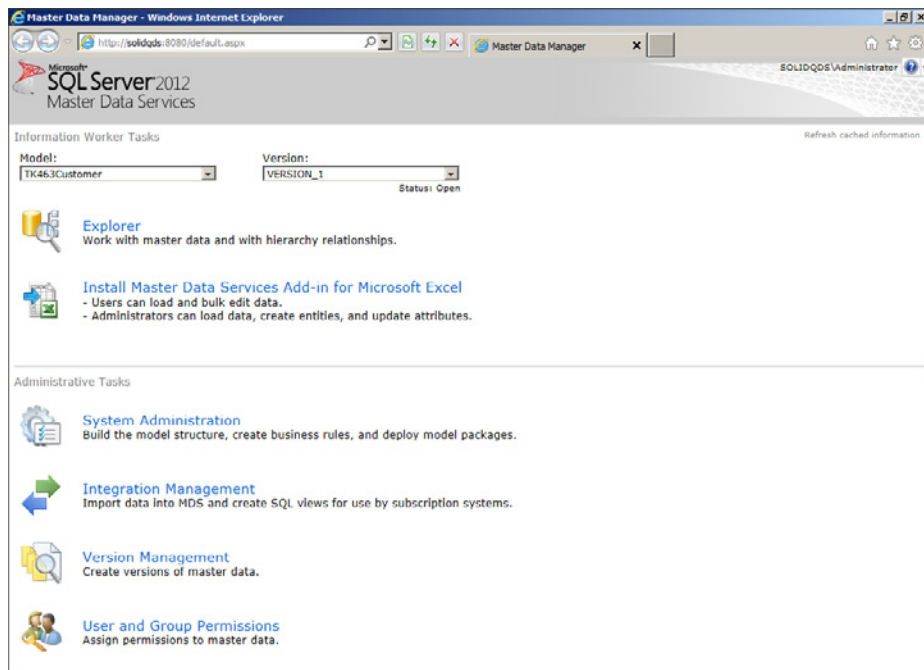 Master Data Manager - Windows Internet Explorer
http://solidqds:8080/default.aspx
Master Data Manager
Microsoft
SQL Server 2012
Master Data Services
SOLIDQDS\Administrator
Information Worker Tasks
Refresh cached information
Model:
Version:
TK463Customer
VERSION_1
Status: Open
Explorer
Work with master data and with hierarchy relationships.
Install Master Data Services Add-in for Microsoft Excel
- Users can load and bulk edit data.
- Administrators can load data, create entities, and update attributes.
Administrative Tasks
System Administration
Build the model structure, create business rules, and deploy model packages.
Integration Management
Import data into MDS and create SQL views for use by subscription systems.
Version Management
Create versions of master data.
User and Group Permissions
Assign permissions to master data.